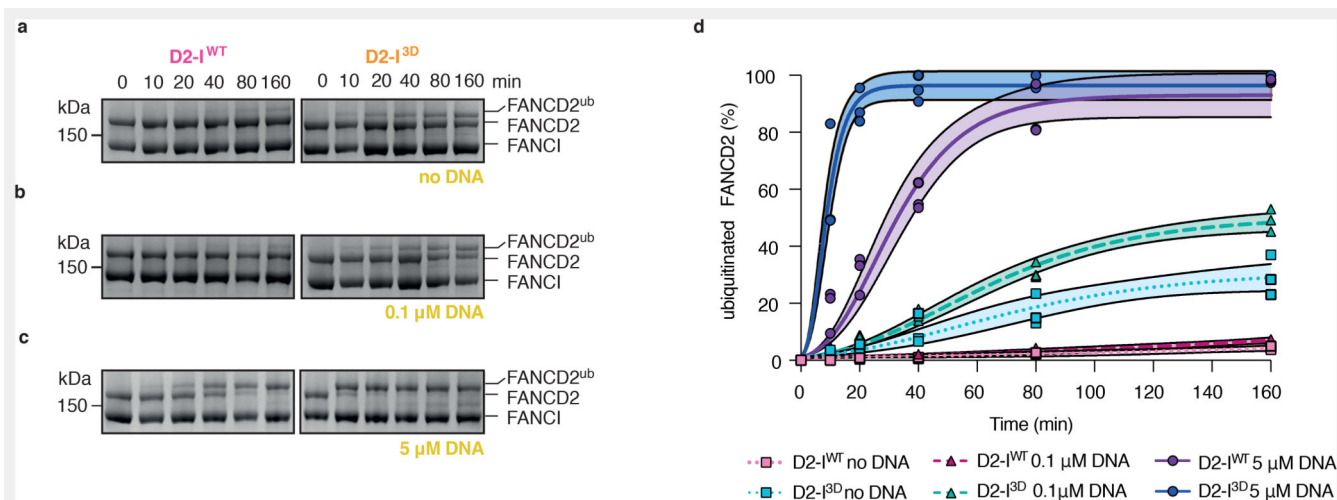 a
D2-I^WT D2-I^3D
0 10 20 40 80 160 0 10 20 40 80 160 min
kDa
150
FANCD2^ub
FANCD2
FANCI
no DNA
b
kDa
150
FANCD2^ub
FANCD2
FANCI
0.1 µM DNA
c
kDa
150
FANCD2^ub
FANCD2
FANCI
5 µM DNA
d
ubiquitinated FANCD2 (%)
100
80
60
40
20
0
0 20 40 60 80 100 120 140 160
Time (min)
D2-I^WT no DNA D2-I^WT 0.1 µM DNA D2-I^WT 5 µM DNA
D2-I^3D no DNA D2-I^3D 0.1µM DNA D2-I^3D 5 µM DNA